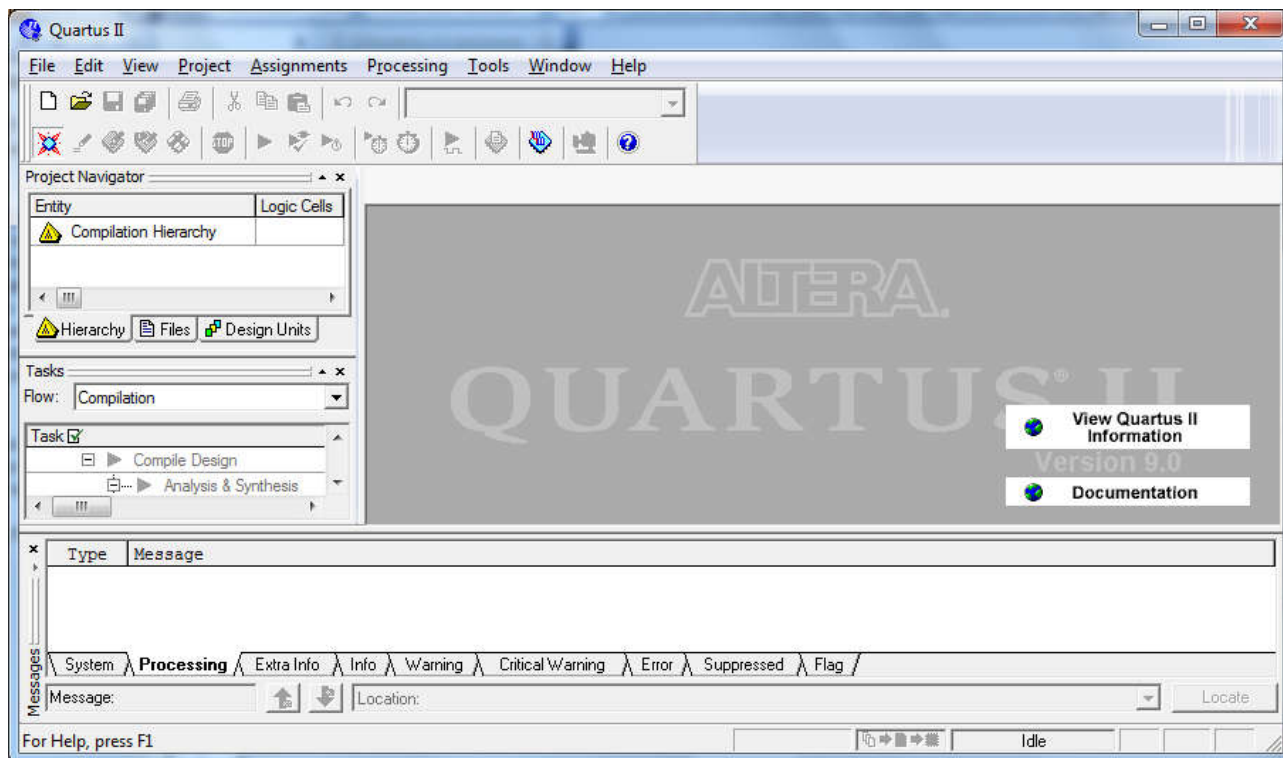 Quartus II
File Edit View Project Assignments Processing Tools Window Help
STOP
Project Navigator
Entity Logic Cells
Compilation Hierarchy
Hierarchy Files Design Units
Tasks
Flow: Compilation
Task
Compile Design
Analysis & Synthesis
ALTERA.
QUARTUS® II
View Quartus II
Information
Version 9.0
Documentation
Type Message
System Processing Extra Info Info Warning Critical Warning Error Suppressed Flag
Messages
Message: Location: Locate
For Help, press F1 Idle